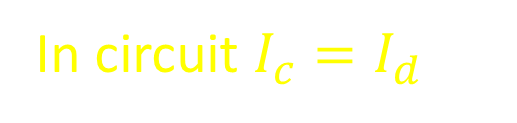 In circuit $I_c = I_d$